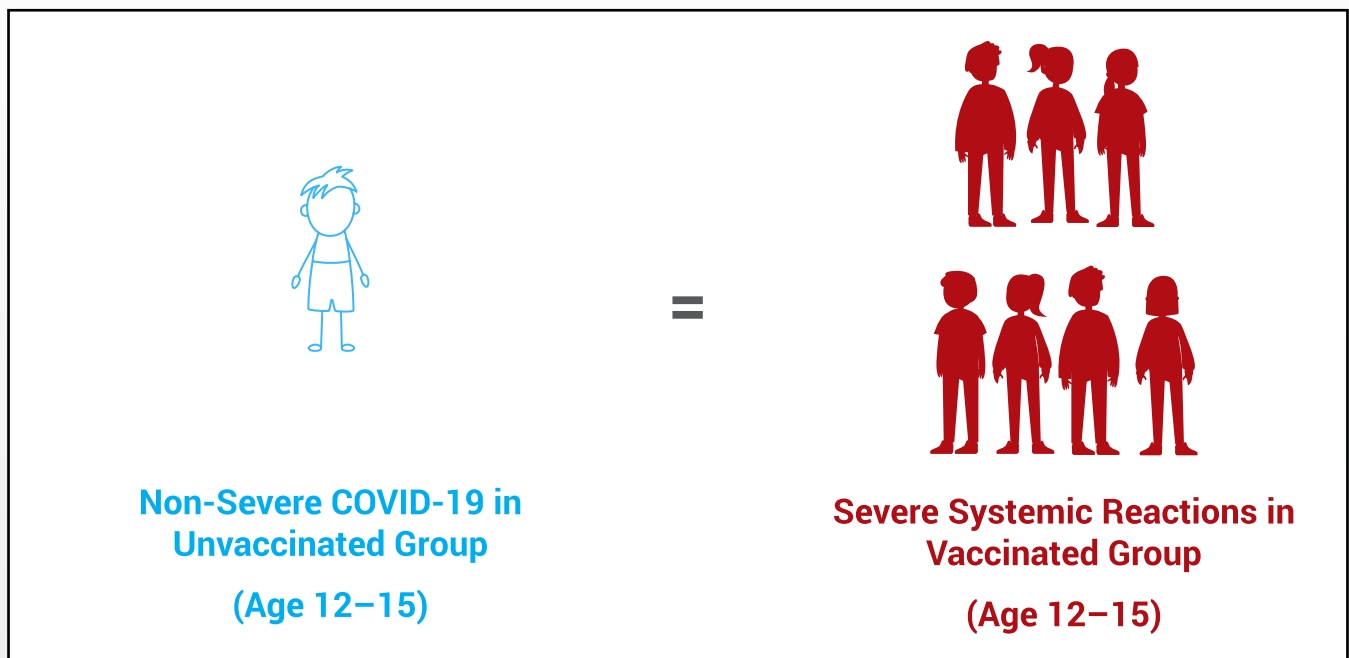 =
Non-Severe COVID-19 in
Unvaccinated Group
(Age 12–15)
Severe Systemic Reactions in
Vaccinated Group
(Age 12–15)